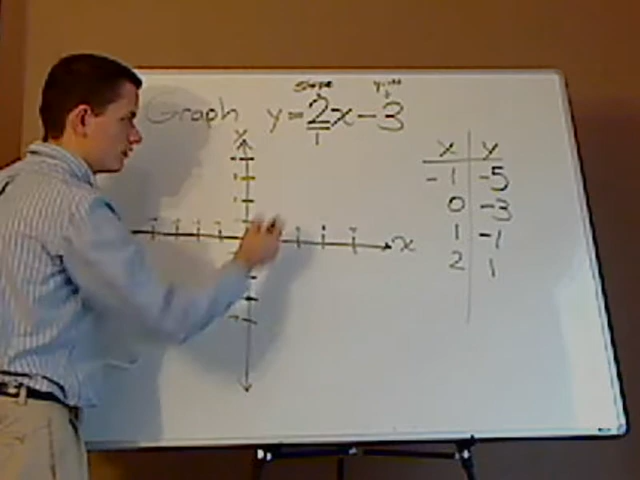 slope y-int
Graph y=2x-3
1
y
x
x y
-1 -5
0 -3
1 -1
2 1